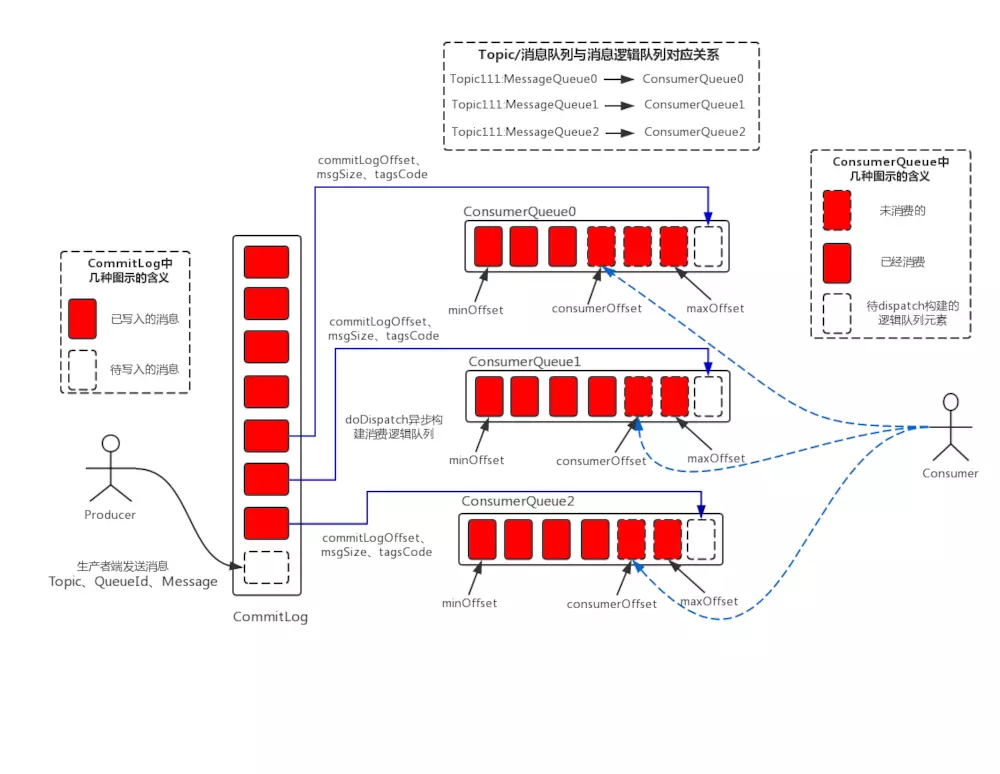 Topic/消息队列与消息逻辑队列对应关系
Topic111:MessageQueue0
ConsumerQueue0
Topic111:MessageQueue1
ConsumerQueue1
Topic111:MessageQueue2
ConsumerQueue2
commitLogOffset、
msgSize、tagsCode
ConsumerQueue中
几种图示的含义
未消费的
已经消费
待dispatch构建的
逻辑队列元素
ConsumerQueue0
minOffset
consumerOffset
maxOffset
CommitLog中
几种图示的含义
已写入的消息
待写入的消息
commitLogOffset、
msgSize、tagsCode
ConsumerQueue1
doDispatch异步构
建消费逻辑队列
minOffset
consumerOffset
maxOffset
Consumer
Producer
ConsumerQueue2
commitLogOffset、
msgSize、tagsCode
生产者端发送消息
Topic、QueueId、Message
minOffset
consumerOffset
maxOffset
CommitLog